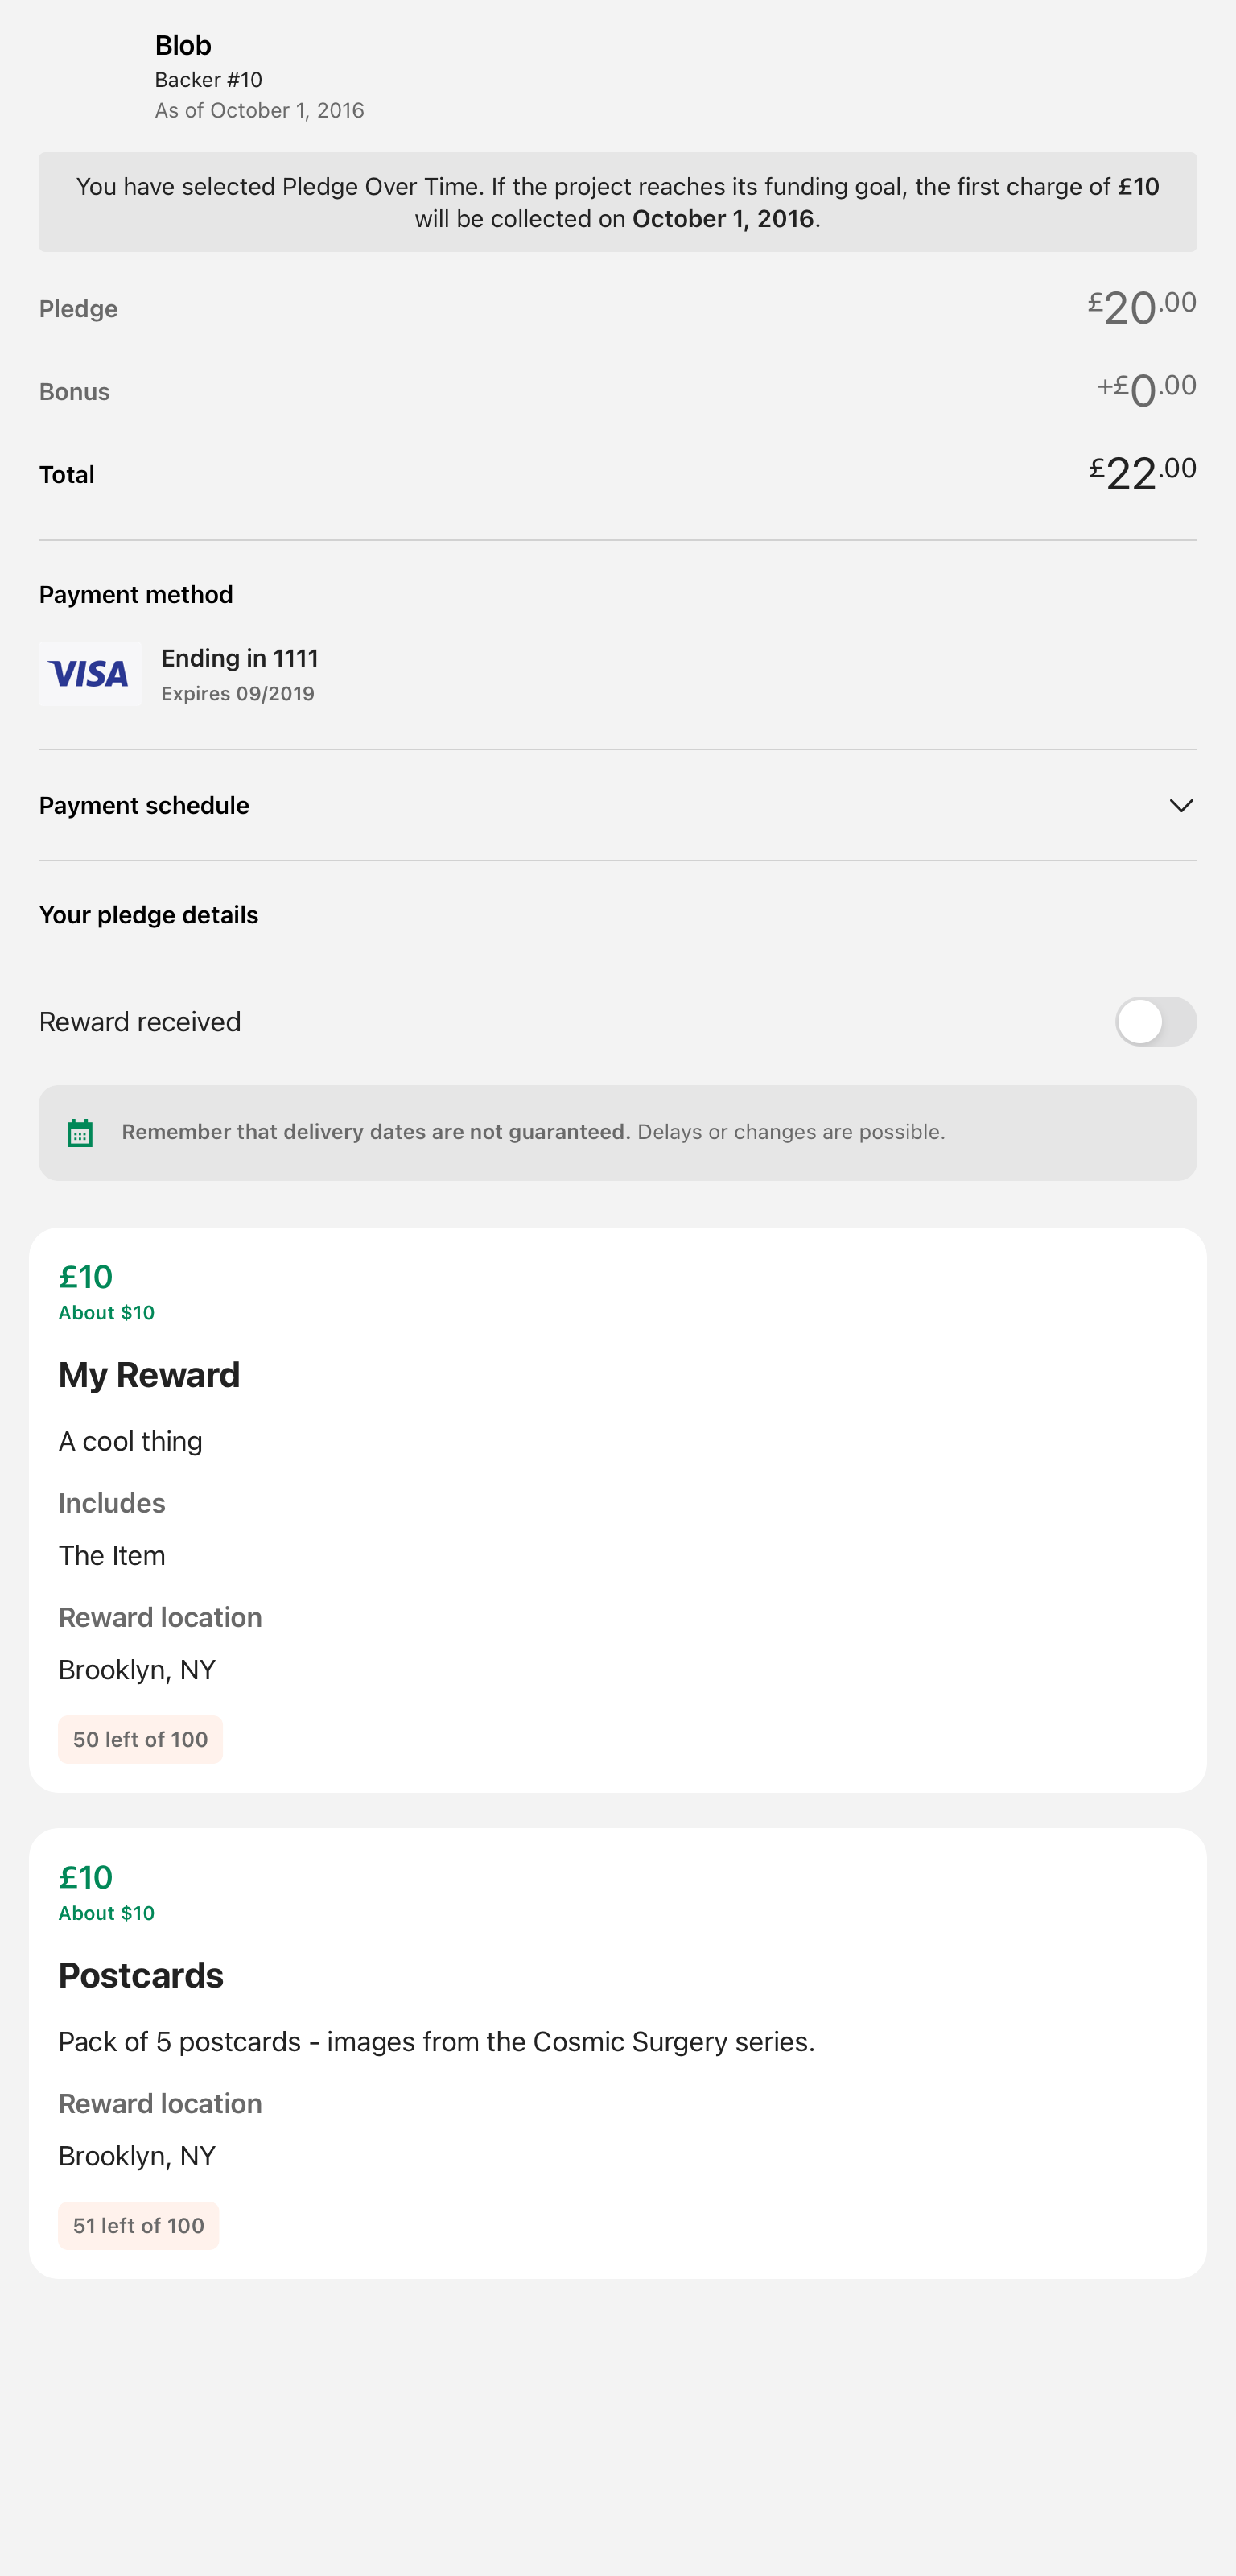 Blob
Backer #10
As of October 1, 2016
You have selected Pledge Over Time. If the project reaches its funding goal, the first charge of £10
will be collected on October 1, 2016.
Pledge £20.00
Bonus +£0.00
Total £22.00
Payment method
VISA
Ending in 1111
Expires 09/2019
Payment schedule
Your pledge details
Reward received
Remember that delivery dates are not guaranteed. Delays or changes are possible.
£10
About $10
My Reward
A cool thing
Includes
The Item
Reward location
Brooklyn, NY
50 left of 100
£10
About $10
Postcards
Pack of 5 postcards - images from the Cosmic Surgery series.
Reward location
Brooklyn, NY
51 left of 100